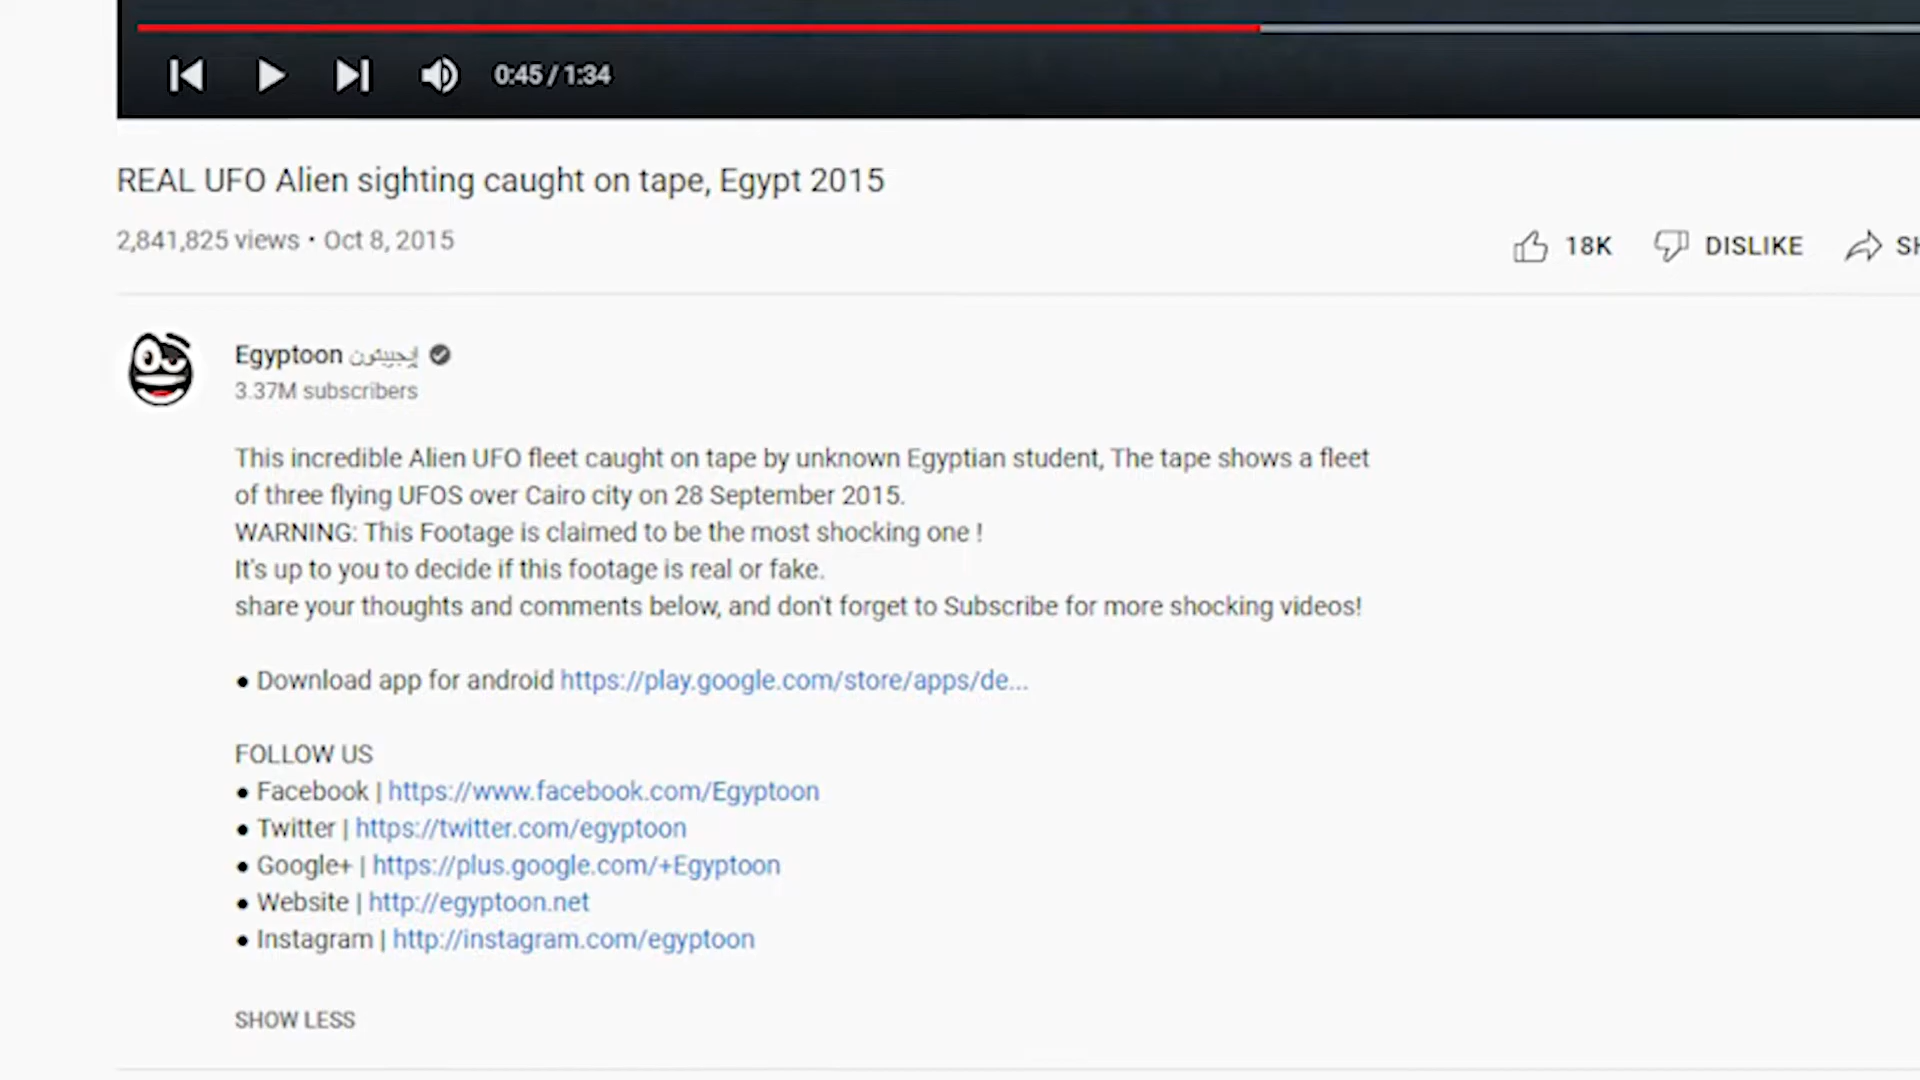 0:45 / 1:34
REAL UFO Alien sighting caught on tape, Egypt 2015
2,841,825 views • Oct 8, 2015
18K DISLIKE
Egyptoon إيجيبتون
3.37M subscribers
This incredible Alien UFO fleet caught on tape by unknown Egyptian student, The tape shows a fleet
of three flying UFOS over Cairo city on 28 September 2015.
WARNING: This Footage is claimed to be the most shocking one !
It's up to you to decide if this footage is real or fake.
share your thoughts and comments below, and don't forget to Subscribe for more shocking videos!
● Download app for android https://play.google.com/store/apps/de...
FOLLOW US
● Facebook | https://www.facebook.com/Egyptoon
● Twitter | https://twitter.com/egyptoon
● Google+ | https://plus.google.com/+Egyptoon
● Website | http://egyptoon.net
● Instagram | http://instagram.com/egyptoon
SHOW LESS